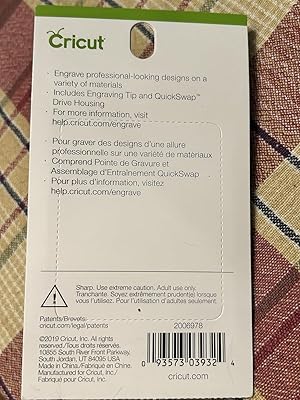 Cricut
· Engrave professional-looking designs on a
variety of materials
· Includes Engraving Tip and QuickSwap™
Drive Housing
· For more information, visit
help.cricut.com/engrave
· Pour graver des designs d'une allure
professionnelle sur une variété de matériaux
· Comprend Pointe de Gravure et
Assemblage d'Entraînement QuickSwap
· Pour plus d'information, visitez
help.cricut.com/engrave
Sharp. Use extreme caution. Adult use only.
Tranchante. Soyez extrêmement prudent(e) lorsque
vous l'utilisez. Pour l'utilisation d'adultes seulement.
Patents/Brevets:
cricut.com/legal/patents
2006978
©2019 Cricut, Inc. All rights
reserved./Tous droits réservés.
10855 South River Front Parkway,
South Jordan, UT 84095 USA
Made in China./Fabriqué en Chine.
Manufactured for Cricut, Inc./
Fabriqué pour Cricut, Inc.
0 93573 03932 4
cricut.com